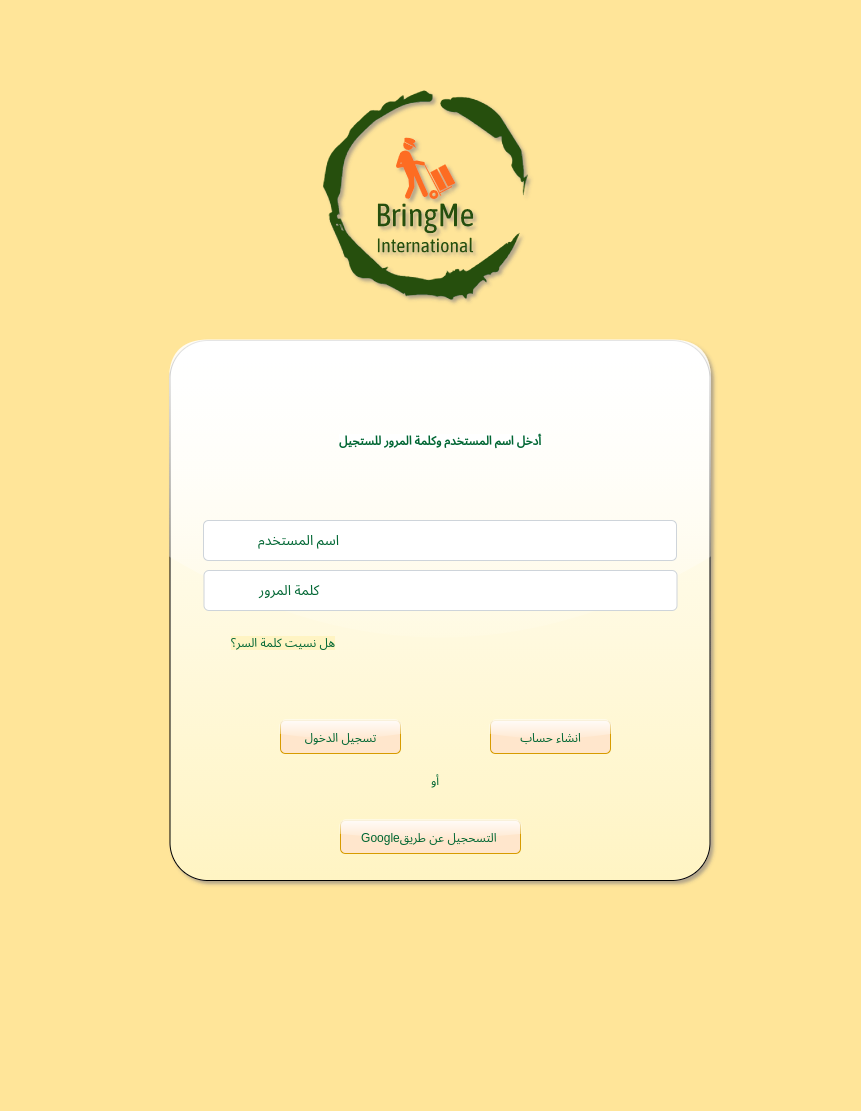 BringMe
International
أدخل اسم المستخدم وكلمة المرور للستجيل
اسم المستخدم
كلمة المرور
هل نسيت كلمة السر؟
انشاء حساب
تسجيل الدخول
أو
التسحجيل عن طريقGoogle